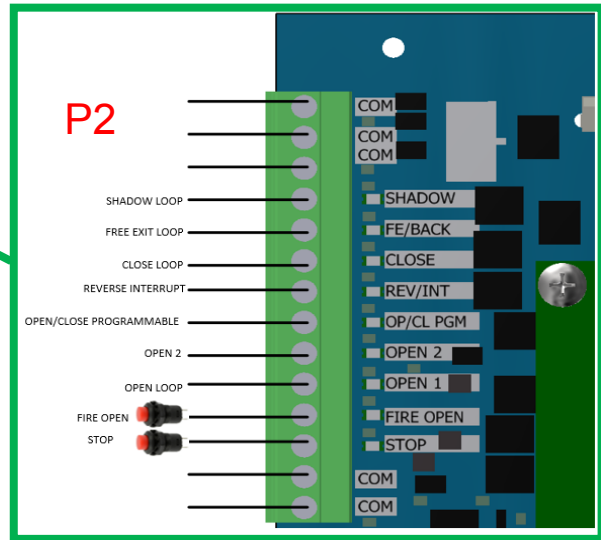 P2
COM
COM
COM
SHADOW LOOP SHADOW
FREE EXIT LOOP FE/BACK
CLOSE LOOP CLOSE
REVERSE INTERRUPT REV/INT
OPEN/CLOSE PROGRAMMABLE OP/CL PGM
OPEN 2 OPEN 2
OPEN LOOP OPEN 1
FIRE OPEN FIRE OPEN
STOP STOP
COM
COM